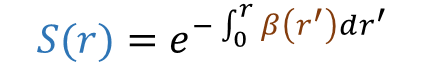 S(r) = e^{- ∫_0^r β(r′)dr′}